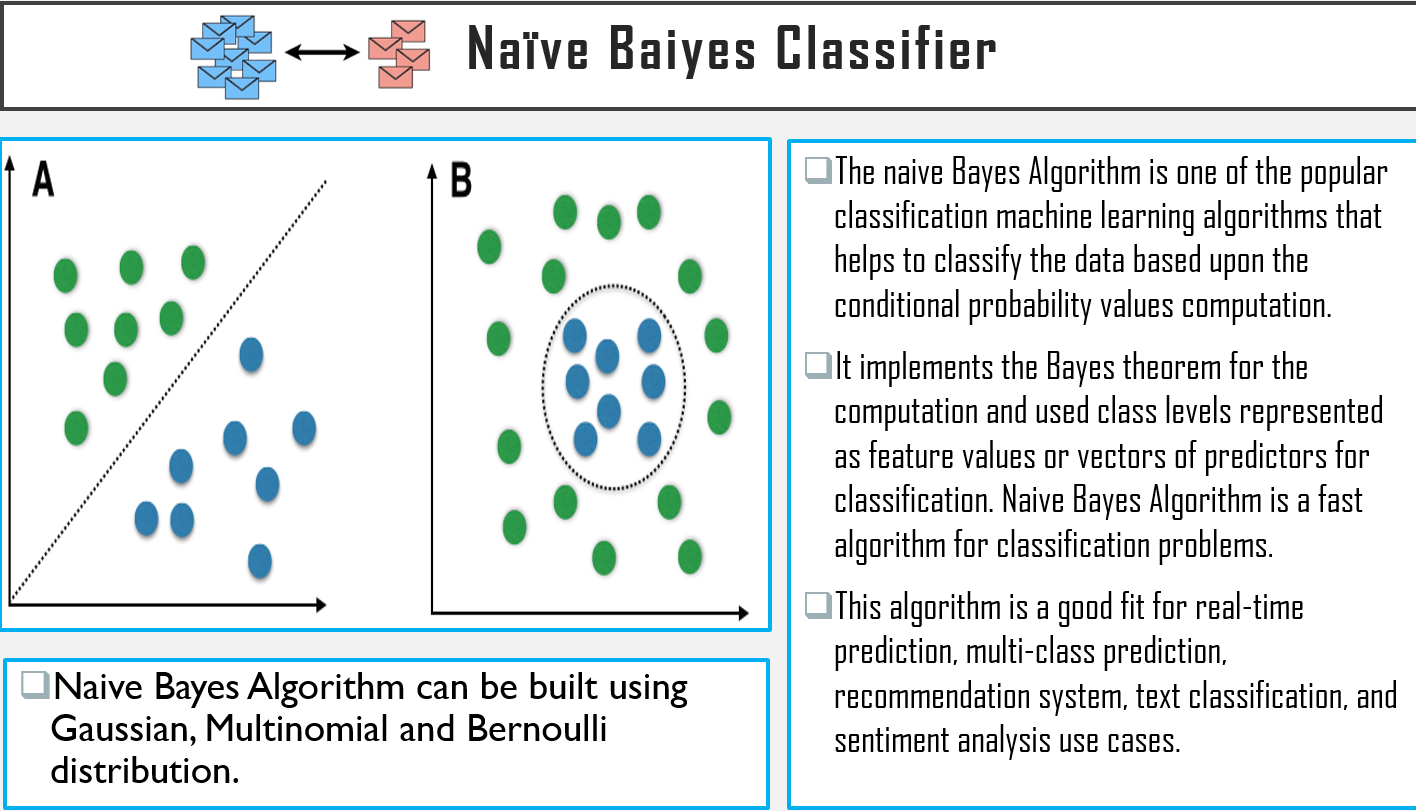 Naïve Baiyes Classifier
A
B
The naive Bayes Algorithm is one of the popular
classification machine learning algorithms that
helps to classify the data based upon the
conditional probability values computation.
It implements the Bayes theorem for the
computation and used class levels represented
as feature values or vectors of predictors for
classification. Naive Bayes Algorithm is a fast
algorithm for classification problems.
This algorithm is a good fit for real-time
prediction, multi-class prediction,
recommendation system, text classification, and
sentiment analysis use cases.
Naive Bayes Algorithm can be built using
Gaussian, Multinomial and Bernoulli
distribution.